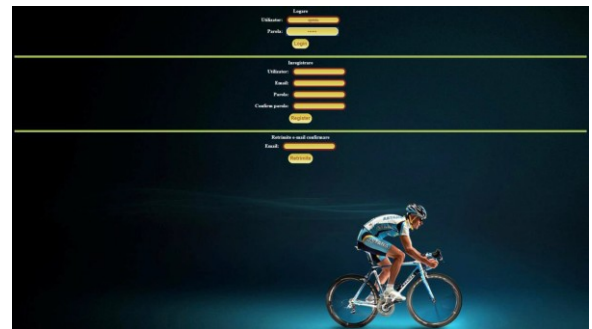 Logare
Utilizator:
Parola:
Login
Inregistrare
Utilizator:
Email:
Parola:
Confirm parola:
Register
Retrimite e-mail confirmare
Email:
Retrimite